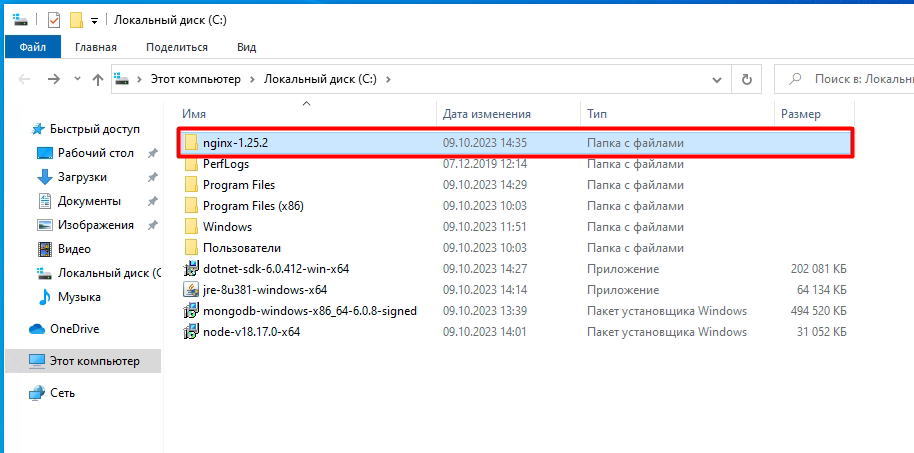 Локальный диск (C:)
Файл Главная Поделиться Вид
Этот компьютер Локальный диск (C:) Поиск в: Локальн
Имя Дата изменения Тип Размер
Быстрый доступ
Рабочий стол
Загрузки
Документы
Изображения
Видео
Локальный диск (C
Музыка
OneDrive
Этот компьютер
Сеть
nginx-1.25.2 09.10.2023 14:35 Папка с файлами
PerfLogs 07.12.2019 12:14 Папка с файлами
Program Files 09.10.2023 14:29 Папка с файлами
Program Files (x86) 09.10.2023 10:03 Папка с файлами
Windows 09.10.2023 11:51 Папка с файлами
Пользователи 09.10.2023 10:03 Папка с файлами
dotnet-sdk-6.0.412-win-x64 09.10.2023 14:27 Приложение 202 081 КБ
jre-8u381-windows-x64 09.10.2023 14:14 Приложение 64 134 КБ
mongodb-windows-x86_64-6.0.8-signed 09.10.2023 13:39 Пакет установщика Windows 494 520 КБ
node-v18.17.0-x64 09.10.2023 14:01 Пакет установщика Windows 31 052 КБ